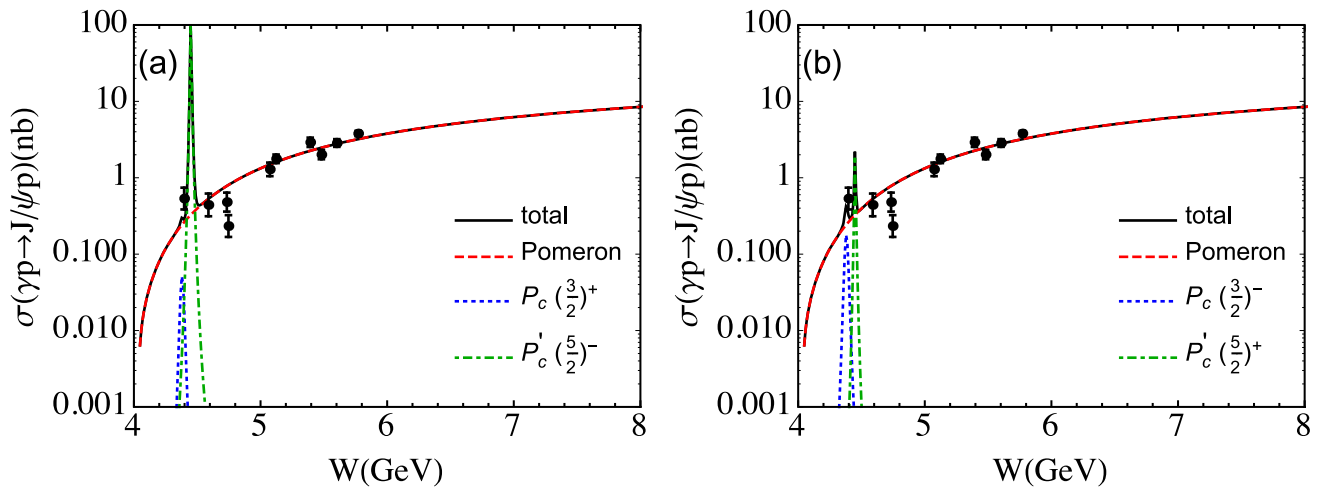 (a)
σ(γp→J/ψp)(nb)
100
10
1
0.100
0.010
0.001
total
Pomeron
P_c (3/2)^+
P_c^' (5/2)^−
4 5 6 7 8
W(GeV)
(b)
σ(γp→J/ψp)(nb)
100
10
1
0.100
0.010
0.001
total
Pomeron
P_c (3/2)^−
P_c^' (5/2)^+
4 5 6 7 8
W(GeV)